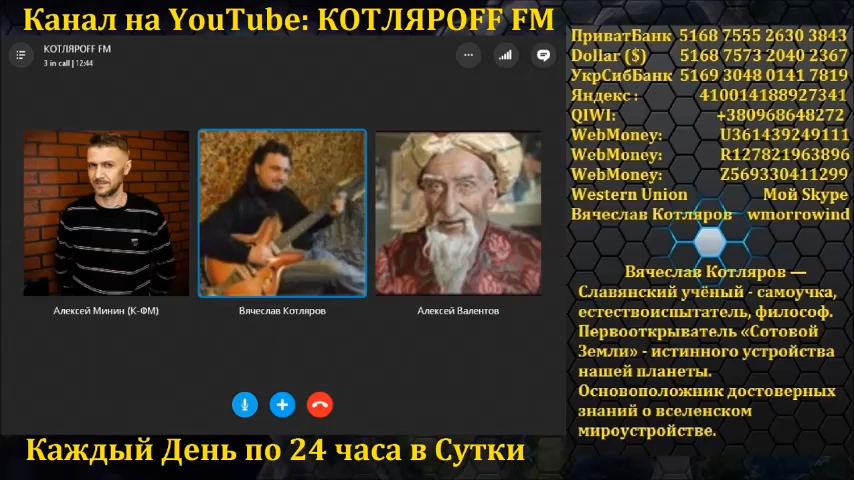 Канал на YouTube: КОТЛЯРОFF FM
КОТЛЯРОFF FM
3 in call | 12:44
Алексей Минин (К-ФМ)
Вячеслав Котляров
Алексей Валентов
Каждый День по 24 часа в Сутки
ПриватБанк 5168 7555 2630 3843
Dollar ($) 5168 7573 2040 2367
УкрСибБанк 5169 3048 0141 7819
Яндекс : 410014188927341
QIWI: +380968648272
WebMoney: U361439249111
WebMoney: R127821963896
WebMoney: Z569330411299
Western Union Мой Skype
Вячеслав Котляров wmorrowind
Вячеслав Котляров —
Славянский учёный - самоучка,
естествоиспытатель, философ.
Первооткрыватель «Сотовой
Земли» - истинного устройства
нашей планеты.
Основоположник достоверных
знаний о вселенском
мироустройстве.